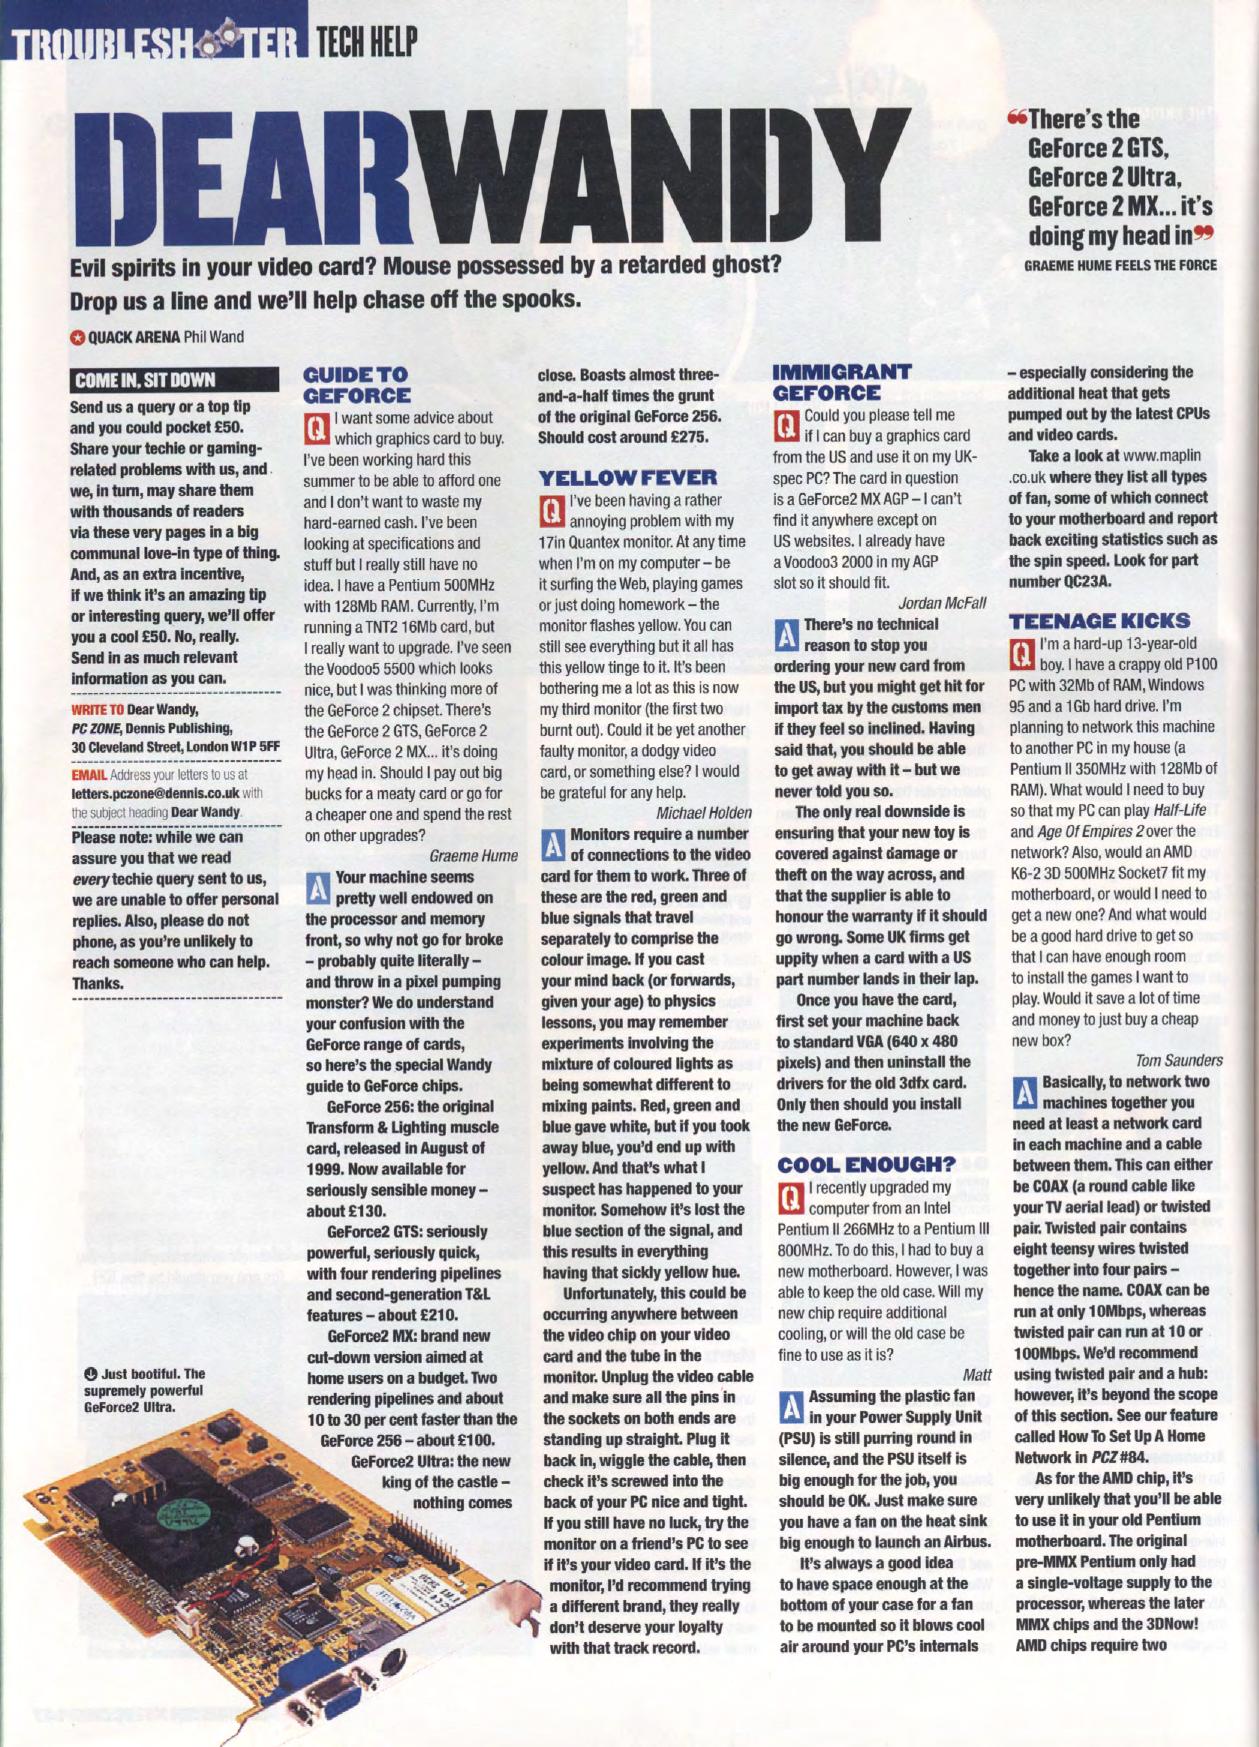 TROUBLESHOOTER TECH HELP
DEAR WANDY
Evil spirits in your video card? Mouse possessed by a retarded ghost?
Drop us a line and we'll help chase off the spooks.
QUACK ARENA Phil Wand
“There's the
GeForce 2 GTS,
GeForce 2 Ultra,
GeForce 2 MX... it's
doing my head in”
GRAEME HUME FEELS THE FORCE
COME IN, SIT DOWN
Send us a query or a top tip
and you could pocket £50.
Share your techie or gaming-
related problems with us, and
we, in turn, may share them
with thousands of readers
via these very pages in a big
communal love-in type of thing.
And, as an extra incentive,
if we think it's an amazing tip
or interesting query, we'll offer
you a cool £50. No, really.
Send in as much relevant
information as you can.
WRITE TO Dear Wandy,
PC ZONE, Dennis Publishing,
30 Cleveland Street, London W1P 5FF
EMAIL Address your letters to us at
letters.pczone@dennis.co.uk with
the subject heading Dear Wandy.
Please note: while we can
assure you that we read
every techie query sent to us,
we are unable to offer personal
replies. Also, please do not
phone, as you're unlikely to
reach someone who can help.
Thanks.
Just bootiful. The
supremely powerful
GeForce2 Ultra.
GUIDE TO
GEFORCE
Q I want some advice about
which graphics card to buy.
I've been working hard this
summer to be able to afford one
and I don't want to waste my
hard-earned cash. I've been
looking at specifications and
stuff but I really still have no
idea. I have a Pentium 500MHz
with 128Mb RAM. Currently, I'm
running a TNT2 16Mb card, but
I really want to upgrade. I've seen
the Voodoo5 5500 which looks
nice, but I was thinking more of
the GeForce 2 chipset. There's
the GeForce 2 GTS, GeForce 2
Ultra, GeForce 2 MX... it's doing
my head in. Should I pay out big
bucks for a meaty card or go for
a cheaper one and spend the rest
on other upgrades?
Graeme Hume
A Your machine seems
pretty well endowed on
the processor and memory
front, so why not go for broke
– probably quite literally –
and throw in a pixel pumping
monster? We do understand
your confusion with the
GeForce range of cards,
so here's the special Wandy
guide to GeForce chips.
GeForce 256: the original
Transform & Lighting muscle
card, released in August of
1999. Now available for
seriously sensible money –
about £130.
GeForce2 GTS: seriously
powerful, seriously quick,
with four rendering pipelines
and second-generation T&L
features – about £210.
GeForce2 MX: brand new
cut-down version aimed at
home users on a budget. Two
rendering pipelines and about
10 to 30 per cent faster than the
GeForce 256 – about £100.
GeForce2 Ultra: the new
king of the castle –
nothing comes
close. Boasts almost three-
and-a-half times the grunt
of the original GeForce 256.
Should cost around £275.
YELLOW FEVER
Q I've been having a rather
annoying problem with my
17in Quantex monitor. At any time
when I'm on my computer – be
it surfing the Web, playing games
or just doing homework – the
monitor flashes yellow. You can
still see everything but it all has
this yellow tinge to it. It's been
bothering me a lot as this is now
my third monitor (the first two
burnt out). Could it be yet another
faulty monitor, a dodgy video
card, or something else? I would
be grateful for any help.
Michael Holden
A Monitors require a number
of connections to the video
card for them to work. Three of
these are the red, green and
blue signals that travel
separately to comprise the
colour image. If you cast
your mind back (or forwards,
given your age) to physics
lessons, you may remember
experiments involving the
mixture of coloured lights as
being somewhat different to
mixing paints. Red, green and
blue gave white, but if you took
away blue, you'd end up with
yellow. And that's what I
suspect has happened to your
monitor. Somehow it's lost the
blue section of the signal, and
this results in everything
having that sickly yellow hue.
Unfortunately, this could be
occurring anywhere between
the video chip on your video
card and the tube in the
monitor. Unplug the video cable
and make sure all the pins in
the sockets on both ends are
standing up straight. Plug it
back in, wiggle the cable, then
check it's screwed into the
back of your PC nice and tight.
If you still have no luck, try the
monitor on a friend's PC to see
if it's your video card. If it's the
monitor, I'd recommend trying
a different brand, they really
don't deserve your loyalty
with that track record.
IMMIGRANT
GEFORCE
Q Could you please tell me
if I can buy a graphics card
from the US and use it on my UK-
spec PC? The card in question
is a GeForce2 MX AGP – I can't
find it anywhere except on
US websites. I already have
a Voodoo3 2000 in my AGP
slot so it should fit.
Jordan McFall
A There's no technical
reason to stop you
ordering your new card from
the US, but you might get hit for
import tax by the customs men
if they feel so inclined. Having
said that, you should be able
to get away with it – but we
never told you so.
The only real downside is
ensuring that your new toy is
covered against damage or
theft on the way across, and
that the supplier is able to
honour the warranty if it should
go wrong. Some UK firms get
uppity when a card with a US
part number lands in their lap.
Once you have the card,
first set your machine back
to standard VGA (640 x 480
pixels) and then uninstall the
drivers for the old 3dfx card.
Only then should you install
the new GeForce.
COOL ENOUGH?
Q I recently upgraded my
computer from an Intel
Pentium II 266MHz to a Pentium III
800MHz. To do this, I had to buy a
new motherboard. However, I was
able to keep the old case. Will my
new chip require additional
cooling, or will the old case be
fine to use as it is?
Matt
A Assuming the plastic fan
in your Power Supply Unit
(PSU) is still purring round in
silence, and the PSU itself is
big enough for the job, you
should be OK. Just make sure
you have a fan on the heat sink
big enough to launch an Airbus.
It's always a good idea
to have space enough at the
bottom of your case for a fan
to be mounted so it blows cool
air around your PC's internals
– especially considering the
additional heat that gets
pumped out by the latest CPUs
and video cards.
Take a look at www.maplin
.co.uk where they list all types
of fan, some of which connect
to your motherboard and report
back exciting statistics such as
the spin speed. Look for part
number QC23A.
TEENAGE KICKS
Q I'm a hard-up 13-year-old
boy. I have a crappy old P100
PC with 32Mb of RAM, Windows
95 and a 1Gb hard drive. I'm
planning to network this machine
to another PC in my house (a
Pentium II 350MHz with 128Mb of
RAM). What would I need to buy
so that my PC can play Half-Life
and Age Of Empires 2 over the
network? Also, would an AMD
K6-2 3D 500MHz Socket7 fit my
motherboard, or would I need to
get a new one? And what would
be a good hard drive to get so
that I can have enough room
to install the games I want to
play. Would it save a lot of time
and money to just buy a cheap
new box?
Tom Saunders
A Basically, to network two
machines together you
need at least a network card
in each machine and a cable
between them. This can either
be COAX (a round cable like
your TV aerial lead) or twisted
pair. Twisted pair contains
eight teensy wires twisted
together into four pairs –
hence the name. COAX can be
run at only 10Mbps, whereas
twisted pair can run at 10 or
100Mbps. We'd recommend
using twisted pair and a hub:
however, it's beyond the scope
of this section. See our feature
called How To Set Up A Home
Network in PCZ #84.
As for the AMD chip, it's
very unlikely that you'll be able
to use it in your old Pentium
motherboard. The original
pre-MMX Pentium only had
a single-voltage supply to the
processor, whereas the later
MMX chips and the 3DNow!
AMD chips require two